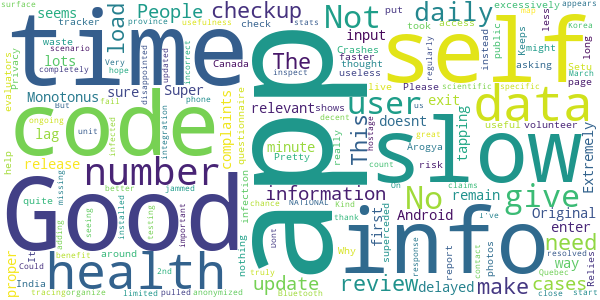 time
app
self
code
slow
Good
info
data
health
number
user
give
No
daily
checkup
Not
load
need
review
make
information
update
cases
proper
way
The
This
People
seems
tracker
province
usefulness
check
stats
appears
surface
waste
completely
lots
evaluators
scenario
Privacy
Monotonus
sure
Super
Very
hope
But
fail
unit
ongoing
Crashes
faster
useless
input
thought
Keeps
might
asking
instead
excessively
regularly
put
took
access
less
map
long
Korea
public
live
Please
March
page
Seriously
scientific
specific
disappointed
updated
incorrect
Canada
phone
inspect
relevant
shows
decent
minute
Pretty
really
doesnt
exit
tapping
useful
volunteer
Extremely
great
hostage
complaints
questionnaire
infected
integration
lag
release
help
quite
missing
Could
It
India
better
jammed
adding
seeing
installed
testing
important
infection
nothing
benefit
around
2nd
tracingorganize
limited
pulled
anonymized
NATIONAL
Kind
chance
thank
Why
truly
Dont
Bluetooth
count
first
superceded
Android
risk
Arogya
photos
delayed
response
report
contact
On
I've
claims
remain
Original
enter
resolved
Relies
Quebec
close
start